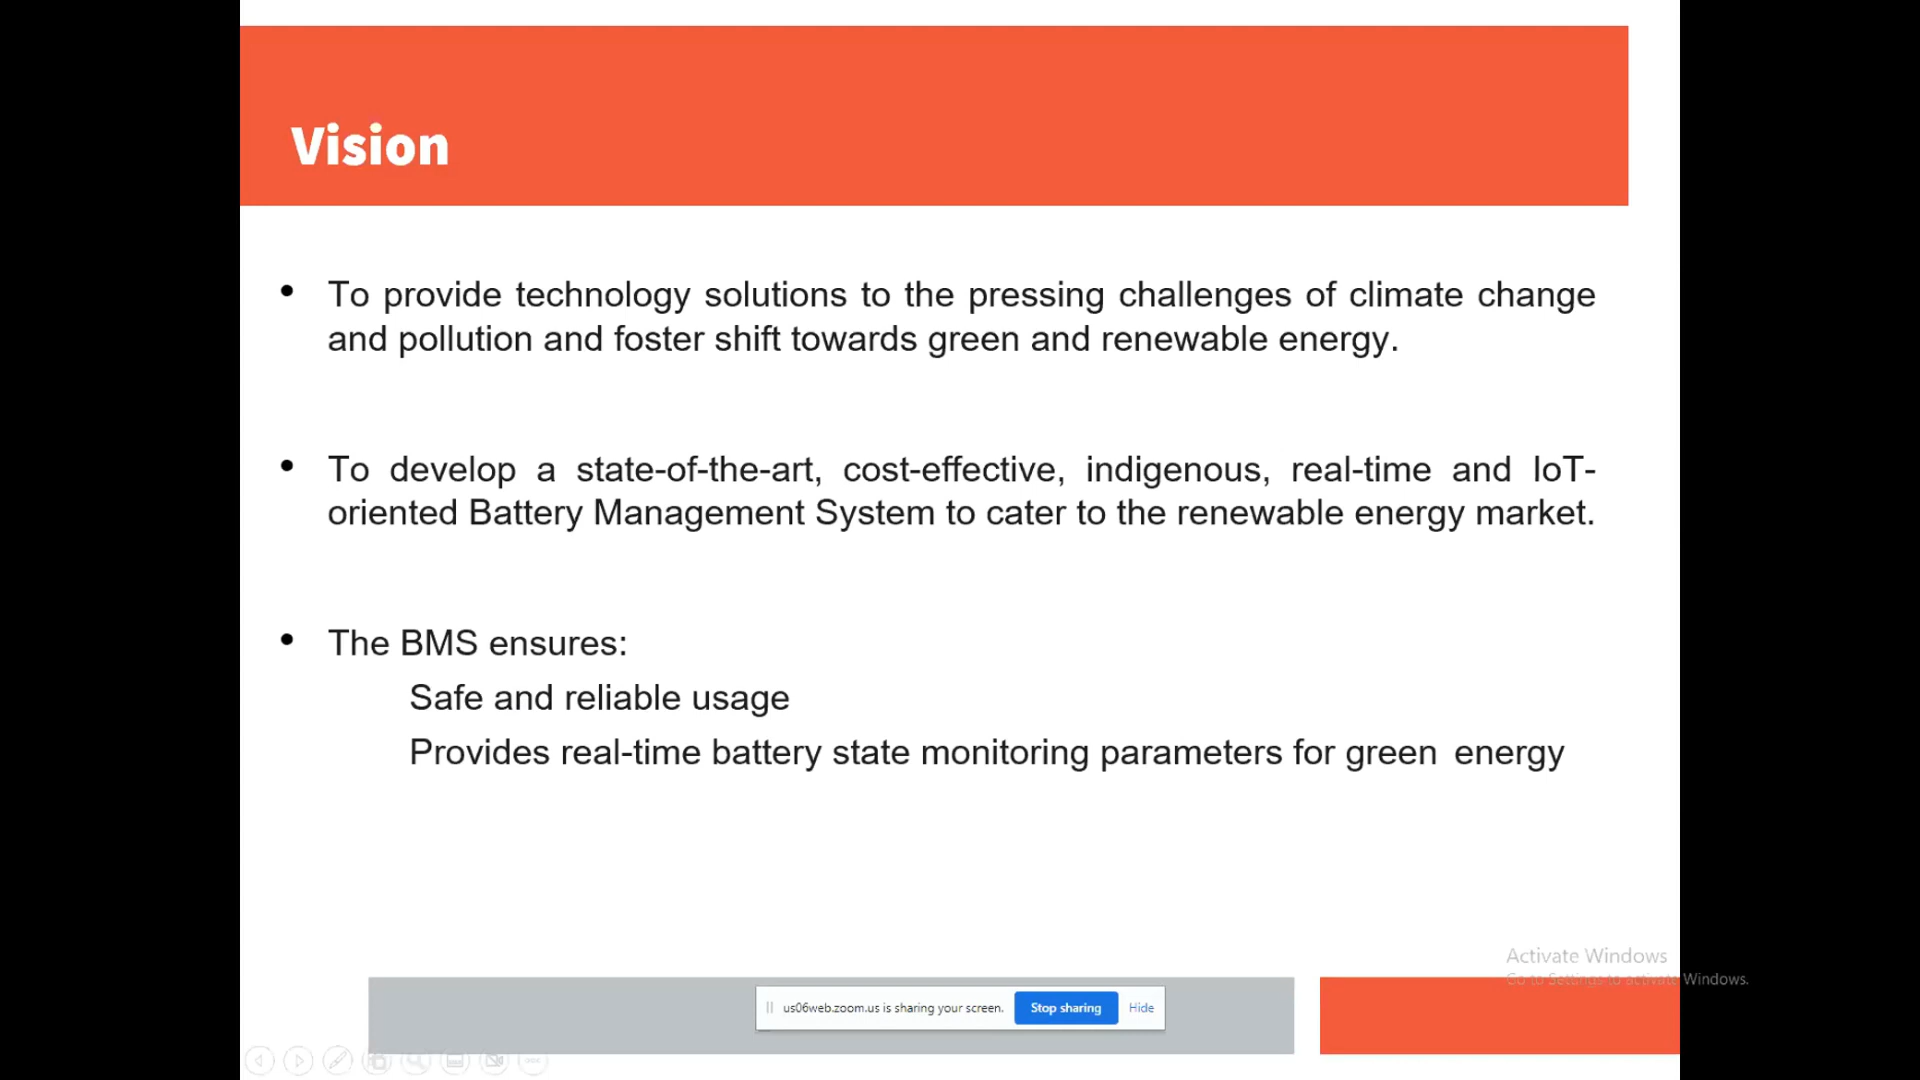 Vision
• To provide technology solutions to the pressing challenges of climate change
and pollution and foster shift towards green and renewable energy.
• To develop a state-of-the-art, cost-effective, indigenous, real-time and IoT-
oriented Battery Management System to cater to the renewable energy market.
• The BMS ensures:
Safe and reliable usage
Provides real-time battery state monitoring parameters for green energy
Activate Windows
Go to Settings to activate Windows.
us06web.zoom.us is sharing your screen. Stop sharing Hide